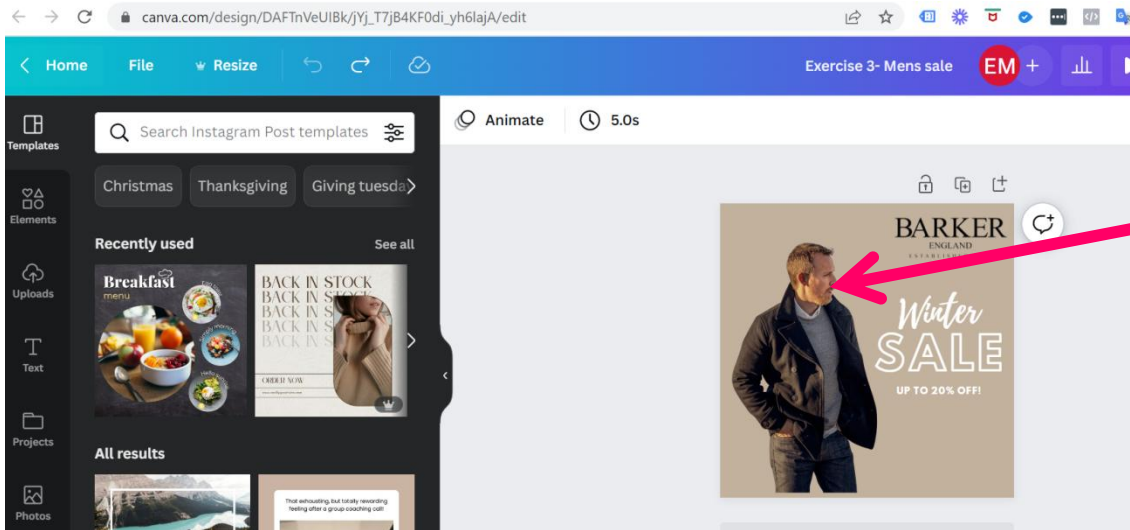 canva.com/design/DAFTnVeUIBk/jYj_T7jB4KF0di_yh6lajA/edit
Home File Resize Exercise 3- Mens sale EM +
Templates
Search Instagram Post templates
Animate 5.0s
Christmas Thanksgiving Giving tuesda
Elements
Recently used See all
Uploads
Breakfast
menu
BACK IN STOCK
BACK IN STOCK
BACK IN S
BACK IN S
BACK IN S
ORDER NOW
Text
Projects
All results
Photos
That exhausting, but totally rewarding
feeling after a group coaching call!
BARKER
ENGLAND
Winter
SALE
UP TO 20% OFF!